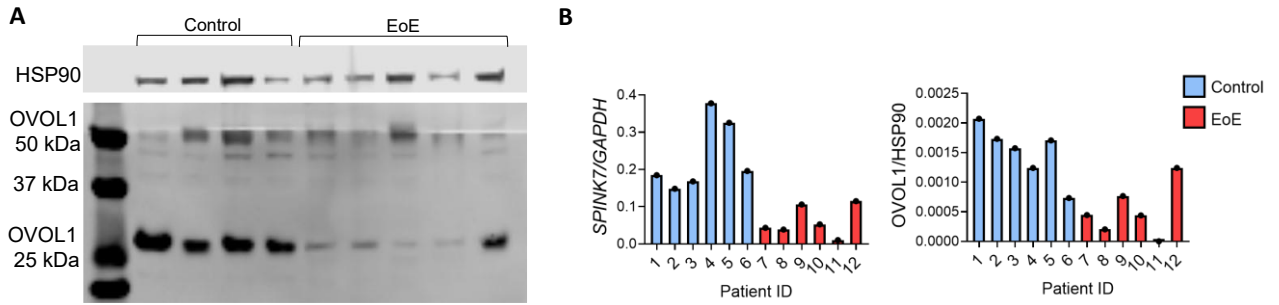 A
Control
EoE
HSP90
OVOL1
50 kDa
37 kDa
OVOL1
25 kDa
B
SPINK7/GAPDH
0.4
0.3
0.2
0.1
0.0
1 2 3 4 5 6 7 8 9 10 11 12
Patient ID
OVOL1/HSP90
0.0025
0.0020
0.0015
0.0010
0.0005
0.0000
1 2 3 4 5 6 7 8 9 10 11 12
Patient ID
Control
EoE